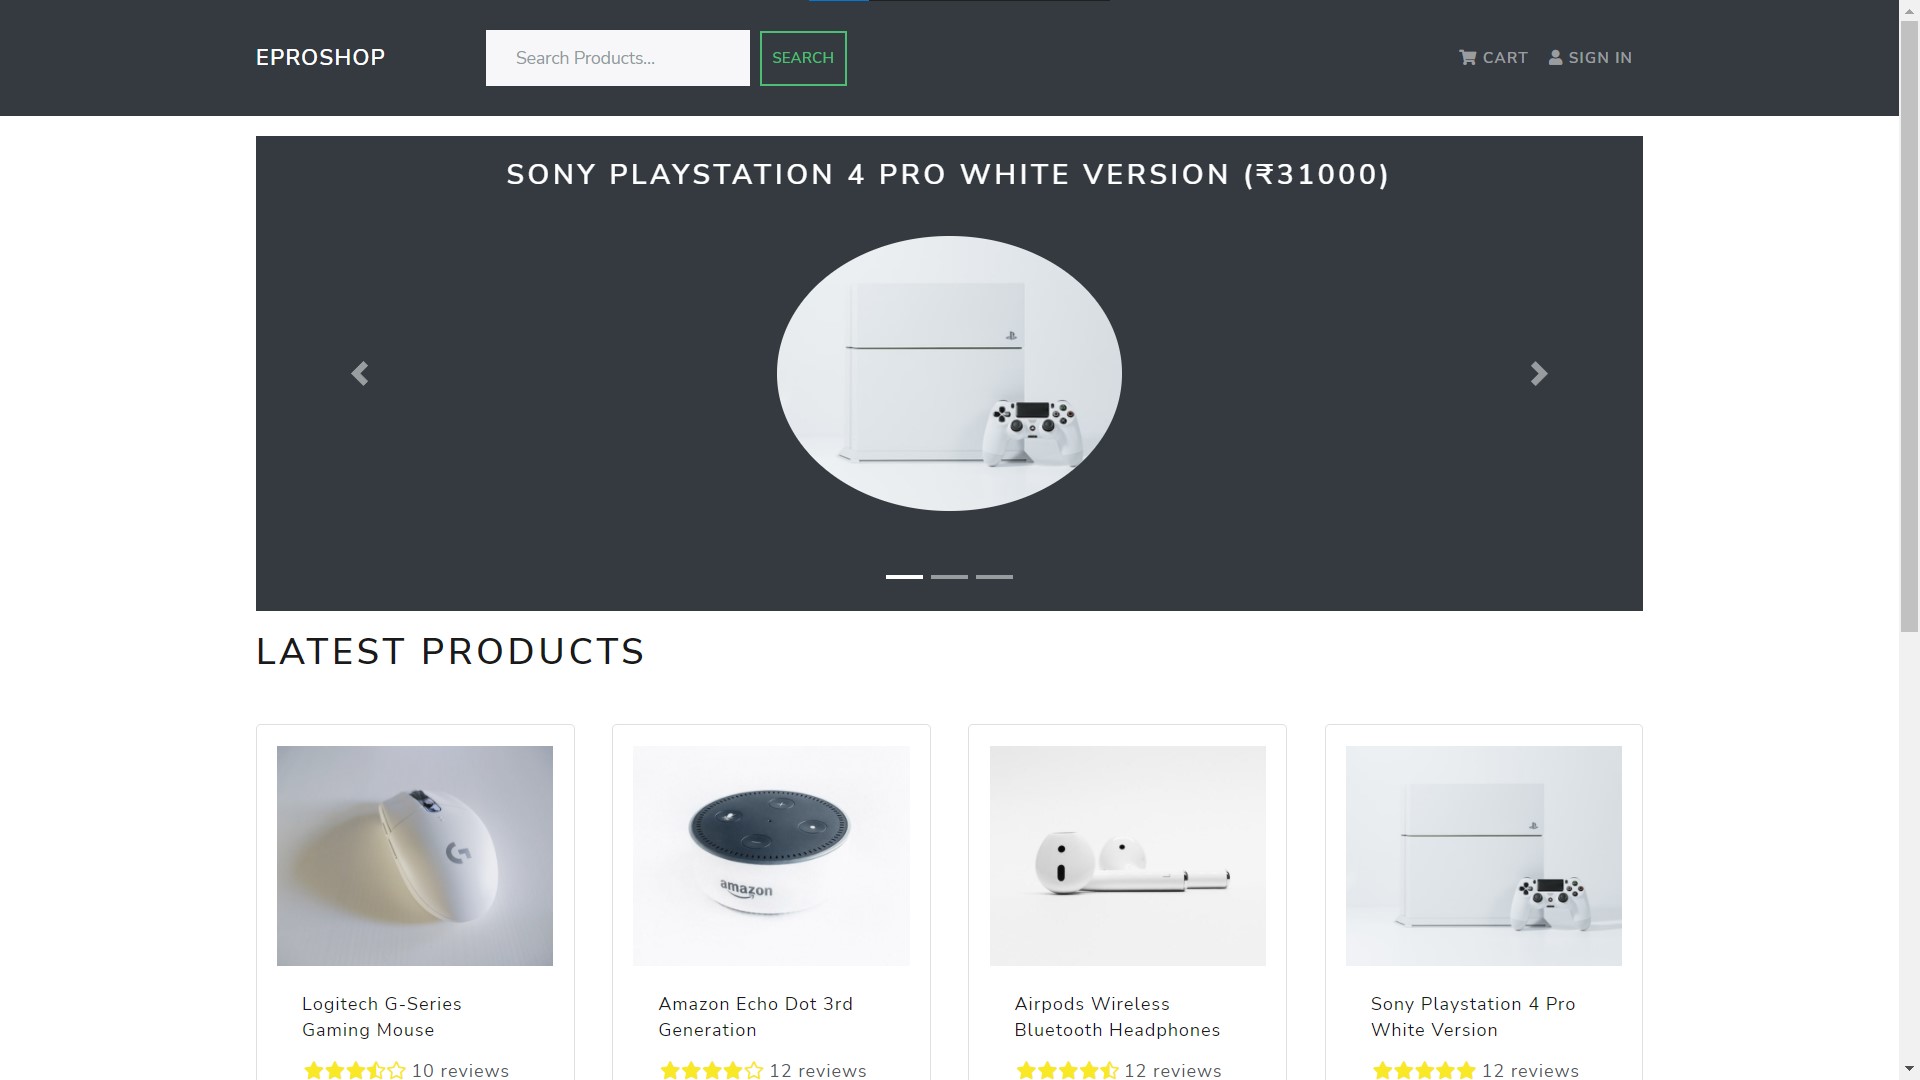 EPROSHOP
Search Products...
SEARCH
CART
SIGN IN
SONY PLAYSTATION 4 PRO WHITE VERSION (₹31000)
LATEST PRODUCTS
amazon
Logitech G-Series
Gaming Mouse
10 reviews
Amazon Echo Dot 3rd
Generation
12 reviews
Airpods Wireless
Bluetooth Headphones
12 reviews
Sony Playstation 4 Pro
White Version
12 reviews